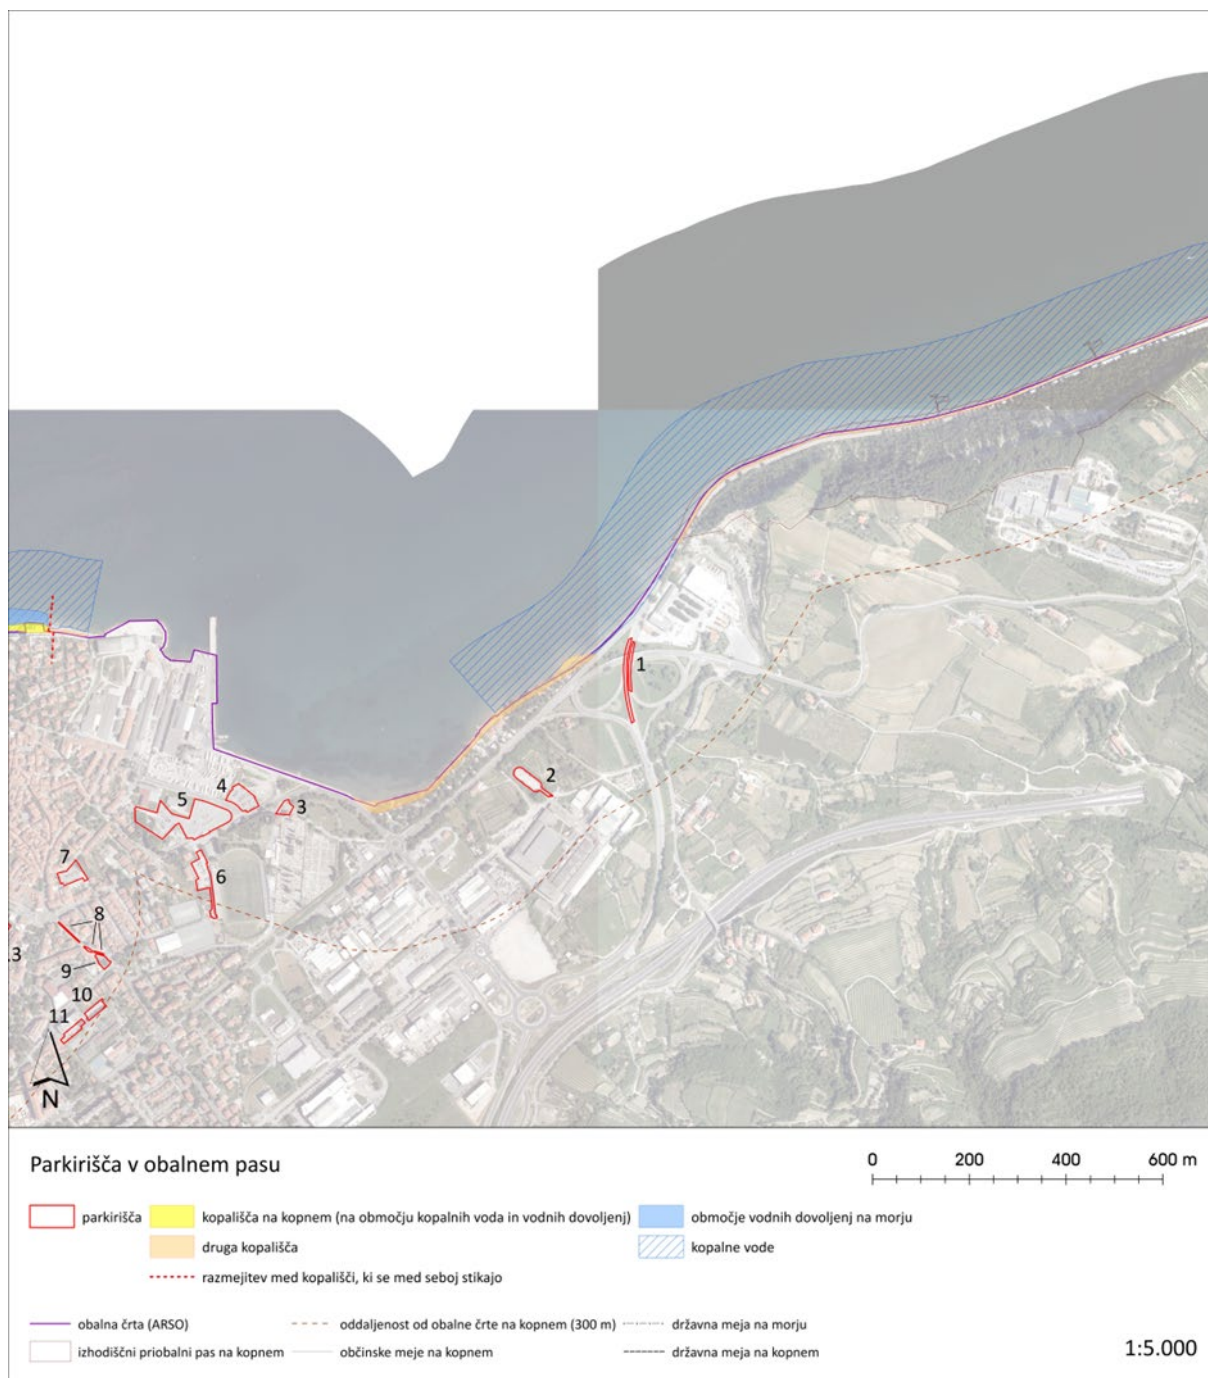 1
2
3
4
5
6
7
8
9
10
11
.3
N
Parkirišča v obalnem pasu
0 200 400 600 m
parkirišča
kopališča na kopnem (na območju kopalnih voda in vodnih dovoljenj)
območje vodnih dovoljenj na morju
druga kopališča
kopalne vode
razmejitev med kopališči, ki se med seboj stikajo
obalna črta (ARSO)
oddaljenost od obalne črte na kopnem (300 m)
državna meja na morju
izhodiščni priobalni pas na kopnem
občinske meje na kopnem
državna meja na kopnem
1:5.000